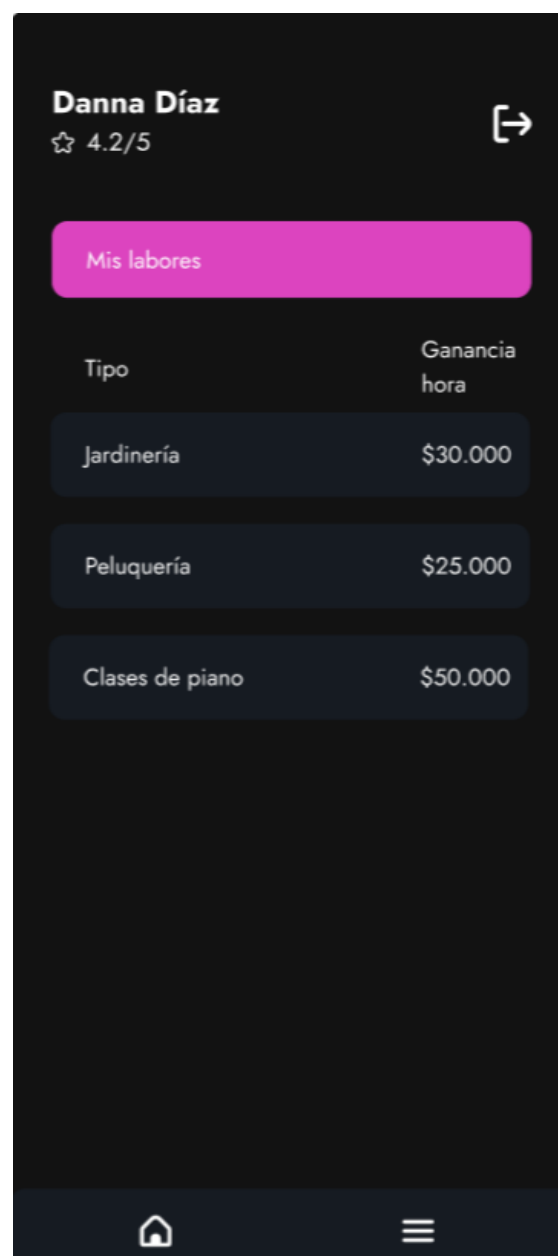 Danna Díaz
4.2/5
Mis labores
Tipo
Ganancia
hora
Jardinería
$30.000
Peluquería
$25.000
Clases de piano
$50.000